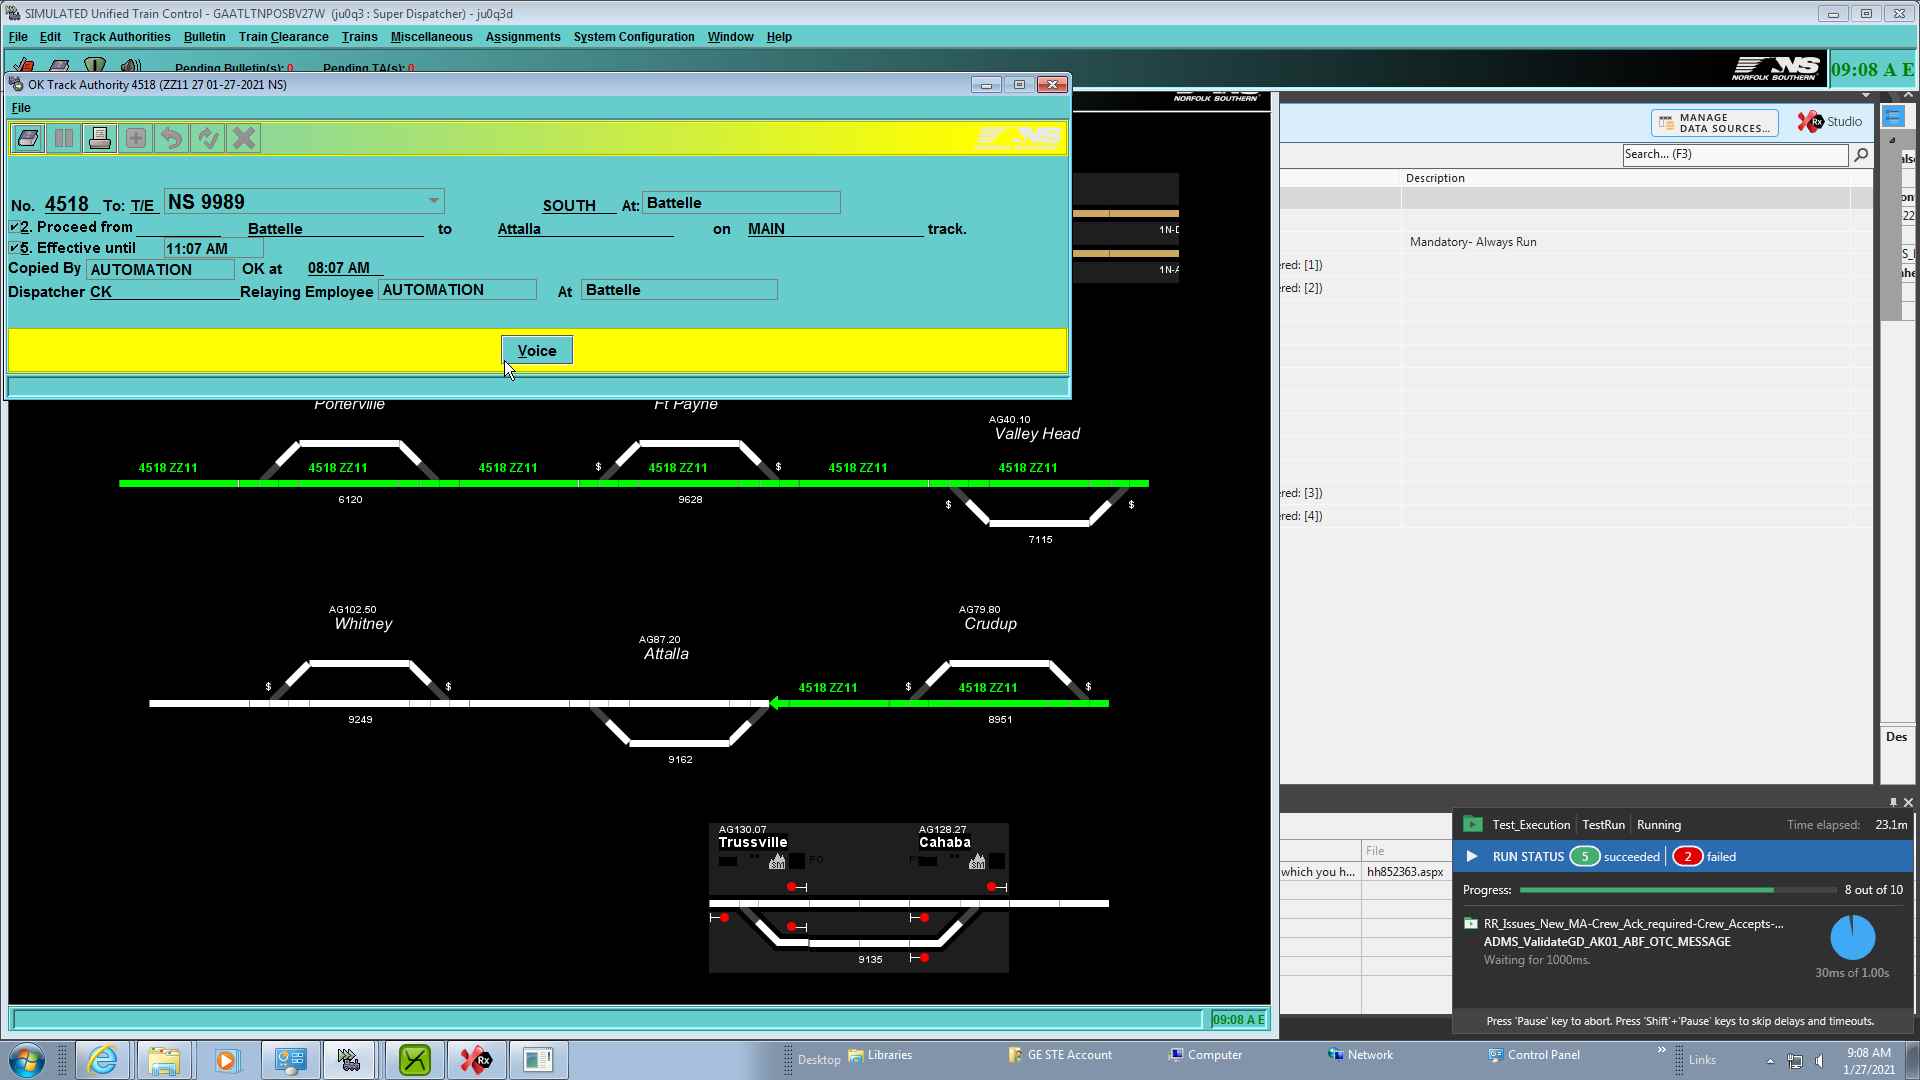 SIMULATED Unified Train Control - GAATLTNPOSBV27W (ju0q3 : Super Dispatcher) - ju0q3d
File Edit Track Authorities Bulletin Train Clearance Trains Miscellaneous Assignments System Configuration Window Help
Pending Bulletin(s): 0 Pending TA(s): 0
NS
NORFOLK SOUTHERN
09:08 A E
OK Track Authority 4518 (ZZ11 27 01-27-2021 NS)
File
NORFOLK SOUTHERN
NS
No. 4518 To: T/E NS 9989 SOUTH At: Battelle
2. Proceed from Battelle to Attalla on MAIN track.
5. Effective until 11:07 AM
Copied By AUTOMATION OK at 08:07 AM
Dispatcher CK Relaying Employee AUTOMATION At Battelle
Voice
MANAGE
DATA SOURCES...
Rx Studio
Search... (F3)
Description
Mandatory- Always Run
ered: [1])
ered: [2])
ered: [3])
ered: [4])
Des
Porterville Ft Payne
AG40.10
Valley Head
4518 ZZ11 4518 ZZ11 4518 ZZ11 $ 4518 ZZ11 $ 4518 ZZ11 4518 ZZ11
6120 9628
$ $
7115
AG102.50 AG79.80
Whitney Crudup
AG87.20
Attalla
$ $ 4518 ZZ11 $ 4518 ZZ11 $
9249 8951
9162
AG130.07 AG128.27
Trussville Cahaba
9135
09:08 A E
File
which you h... hh852363.aspx
Test_Execution TestRun Running Time elapsed: 23.1m
RUN STATUS 5 succeeded 2 failed
Progress: 8 out of 10
RR_Issues_New_MA-Crew_Ack_required-Crew_Accepts-...
ADMS_ValidateGD_AK01_ABF_OTC_MESSAGE
Waiting for 1000ms.
30ms of 1.00s
Press 'Pause' key to abort. Press 'Shift'+'Pause' keys to skip delays and timeouts.
Desktop Libraries GE STE Account Computer Network Control Panel » Links
9:08 AM
1/27/2021